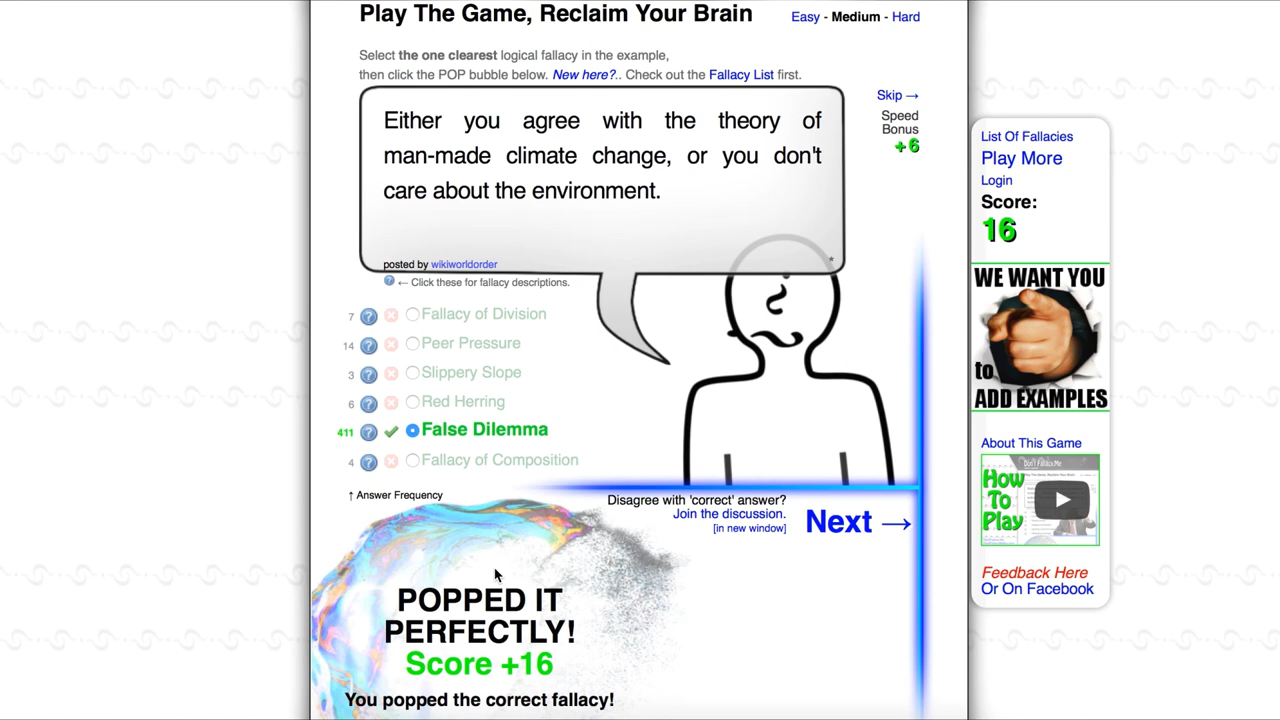 Play The Game, Reclaim Your Brain
Easy - Medium - Hard
Select the one clearest logical fallacy in the example,
then click the POP bubble below. New here?.. Check out the Fallacy List first.
Either you agree with the theory of
man-made climate change, or you don't
care about the environment.
posted by wikiworldorder
*
Skip →
Speed
Bonus
+6
? ← Click these for fallacy descriptions.
7 ? Fallacy of Division
14 ? Peer Pressure
3 ? Slippery Slope
6 ? Red Herring
411 ? False Dilemma
4 ? Fallacy of Composition
↑ Answer Frequency
Disagree with 'correct' answer?
Join the discussion.
[in new window]
Next →
POPPED IT
PERFECTLY!
Score +16
You popped the correct fallacy!
List Of Fallacies
Play More
Login
Score:
16
WE WANT YOU
to
ADD EXAMPLES
About This Game
How
To
Play
Feedback Here
Or On Facebook